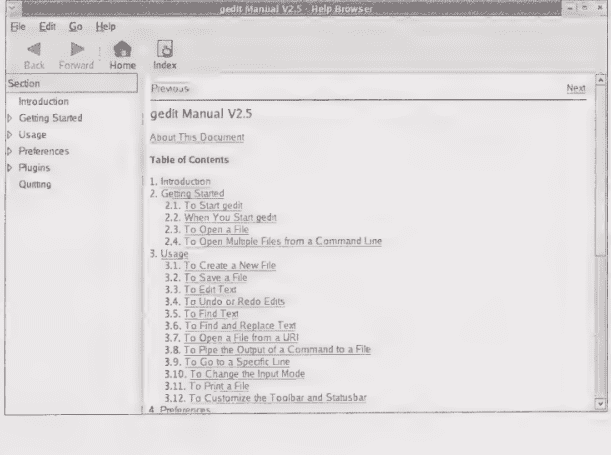 gedit Manual V2.5 - Help Browser
File Edit Go Help
Back Forward Home Index
Section
Introduction
Getting Started
Usage
Preferences
Plugins
Quitting
Previous Next
gedit Manual V2.5
About This Document
Table of Contents
1. Introduction
2. Getting Started
2.1. To Start gedit
2.2. When You Start gedit
2.3. To Open a File
2.4. To Open Multiple Files from a Command Line
3. Usage
3.1. To Create a New File
3.2. To Save a File
3.3. To Edit Text
3.4. To Undo or Redo Edits
3.5. To Find Text
3.6. To Find and Replace Text
3.7. To Open a File from a URI
3.8. To Pipe the Output of a Command to a File
3.9. To Go to a Specific Line
3.10. To Change the Input Mode
3.11. To Print a File
3.12. To Customize the Toolbar and Statusbar
4. Preferences